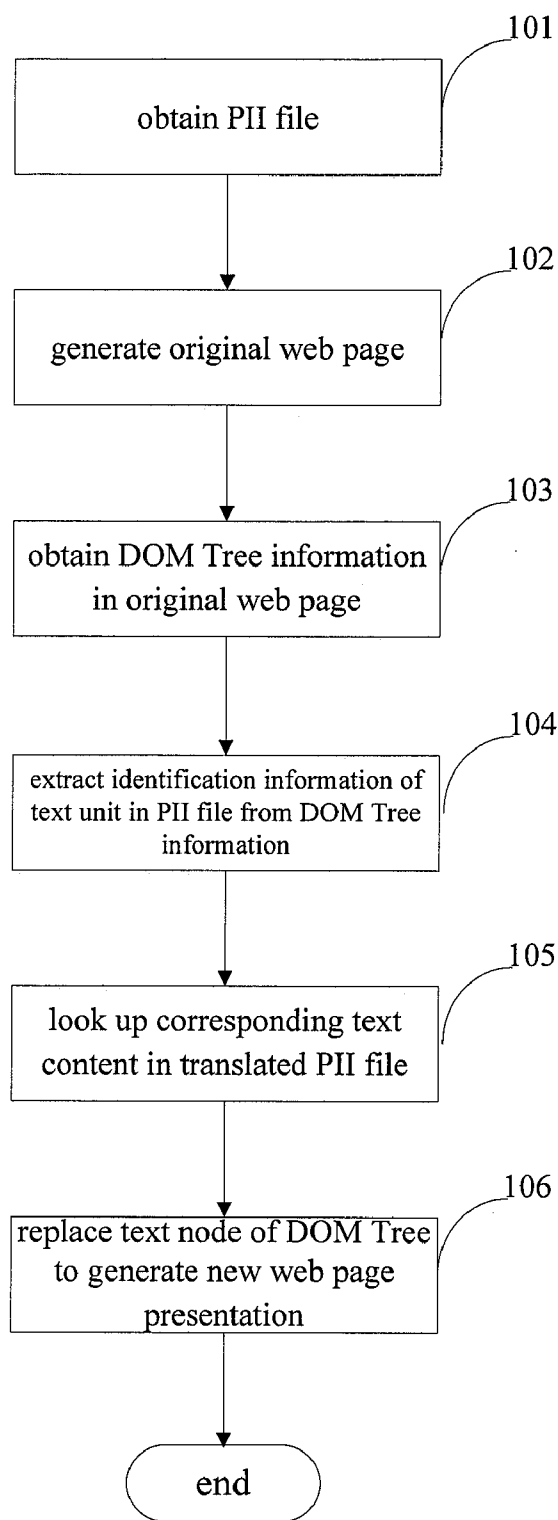 101
obtain PII file
102
generate original web page
103
obtain DOM Tree information
in original web page
104
extract identification information of
text unit in PII file from DOM Tree
information
105
look up corresponding text
content in translated PII file
106
replace text node of DOM Tree
to generate new web page
presentation
end